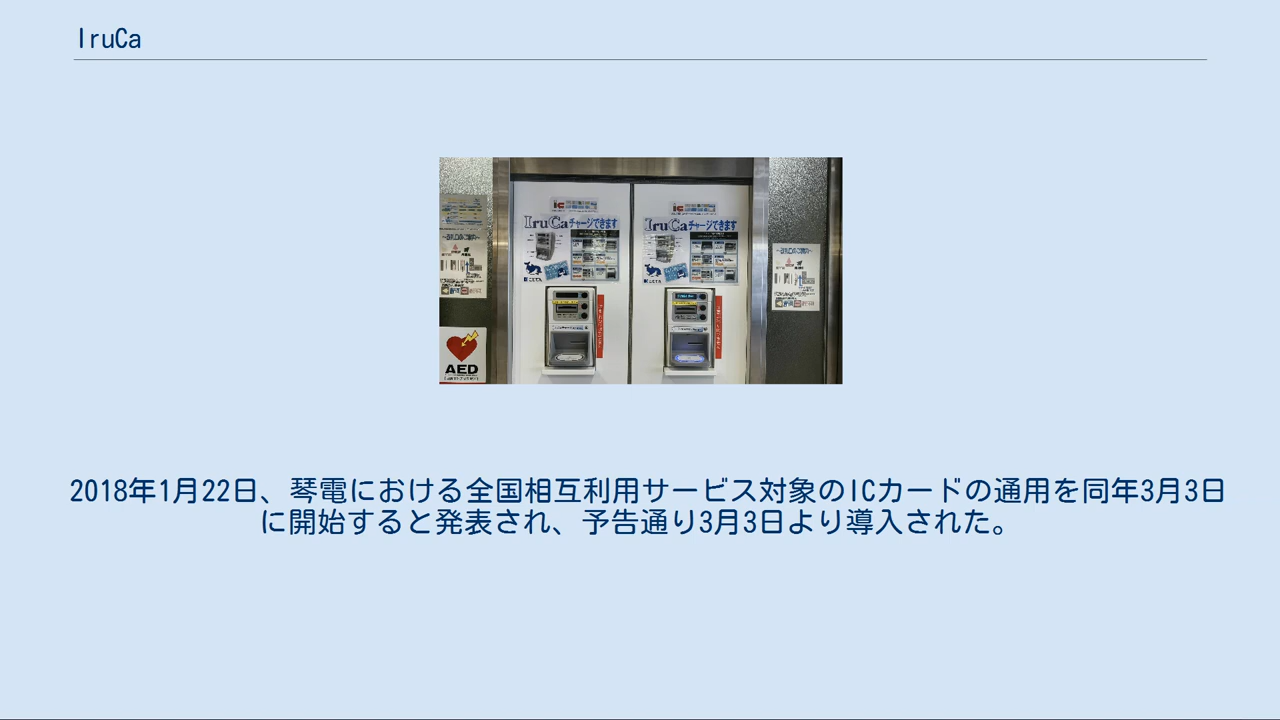 IruCa
ic
IruCaチャージできます
ic
IruCaチャージできます
AED
2018年1月22日、琴電における全国相互利用サービス対象のICカードの通用を同年3月3日
に開始すると発表され、予告通り3月3日より導入された。